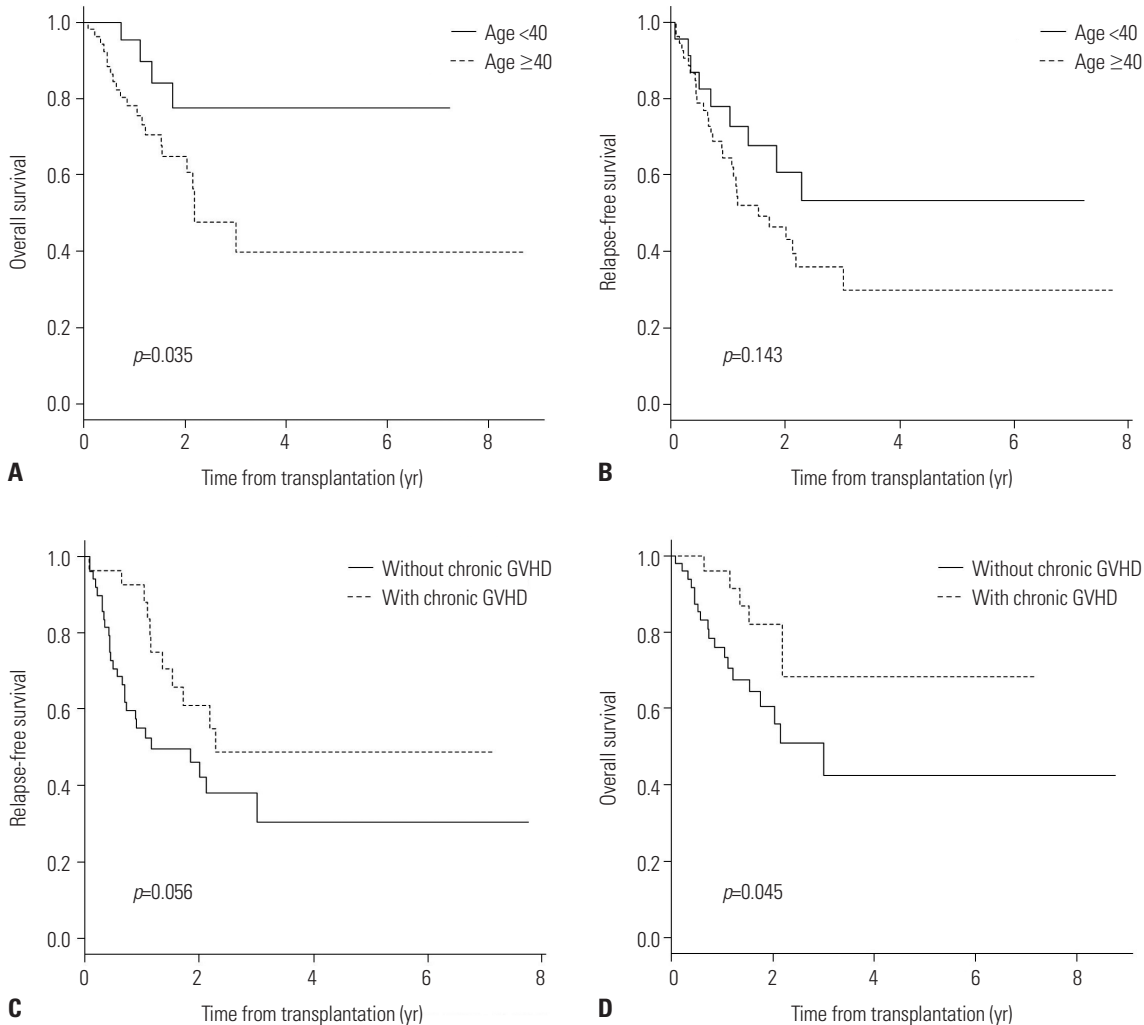 1.0
0.8
0.6
0.4
0.2
0.0
Overall survival
Age <40
Age ≥40
p=0.035
0 2 4 6 8
Time from transplantation (yr)
A
1.0
0.8
0.6
0.4
0.2
0.0
Relapse-free survival
Age <40
Age ≥40
p=0.143
0 2 4 6 8
Time from transplantation (yr)
B
1.0
0.8
0.6
0.4
0.2
0.0
Relapse-free survival
Without chronic GVHD
With chronic GVHD
p=0.056
0 2 4 6 8
Time from transplantation (yr)
C
1.0
0.8
0.6
0.4
0.2
0.0
Overall survival
Without chronic GVHD
With chronic GVHD
p=0.045
0 2 4 6 8
Time from transplantation (yr)
D